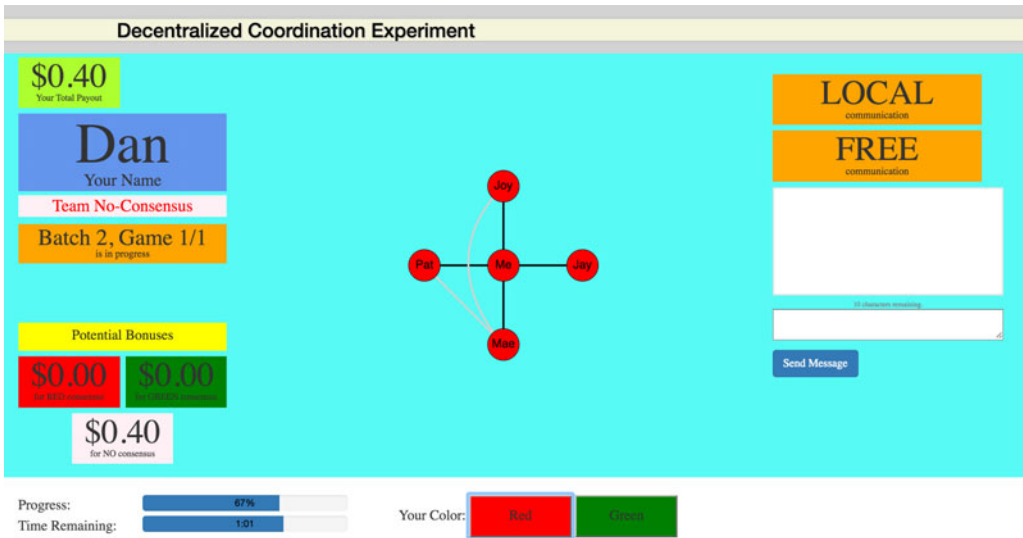 Decentralized Coordination Experiment
$0.40
Your Total Payout
Dan
Your Name
Team No-Consensus
Batch 2, Game 1/1
is in progress
Potential Bonuses
$0.00
for RED consensus
$0.00
for GREEN consensus
$0.40
for NO consensus
Joy
Pat
Me
Jay
Mae
LOCAL
communication
FREE
communication
10 characters remaining
Send Message
Progress:
67%
Time Remaining:
1:01
Your Color:
Red
Green